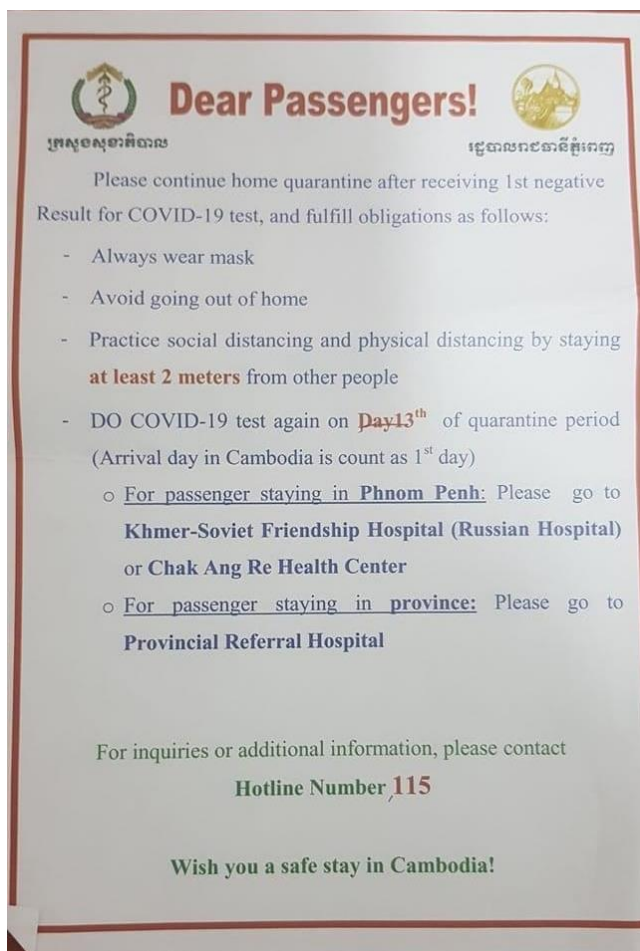 Dear Passengers!
ក្រសួងសុខាភិបាល
រដ្ឋបាលរាជធានីភ្នំពេញ
Please continue home quarantine after receiving 1st negative
Result for COVID-19 test, and fulfill obligations as follows:
- Always wear mask
- Avoid going out of home
- Practice social distancing and physical distancing by staying
at least 2 meters from other people
- DO COVID-19 test again on Day13th of quarantine period
(Arrival day in Cambodia is count as 1st day)
o For passenger staying in Phnom Penh: Please go to
Khmer-Soviet Friendship Hospital (Russian Hospital)
or Chak Ang Re Health Center
o For passenger staying in province: Please go to
Provincial Referral Hospital
For inquiries or additional information, please contact
Hotline Number 115
Wish you a safe stay in Cambodia!